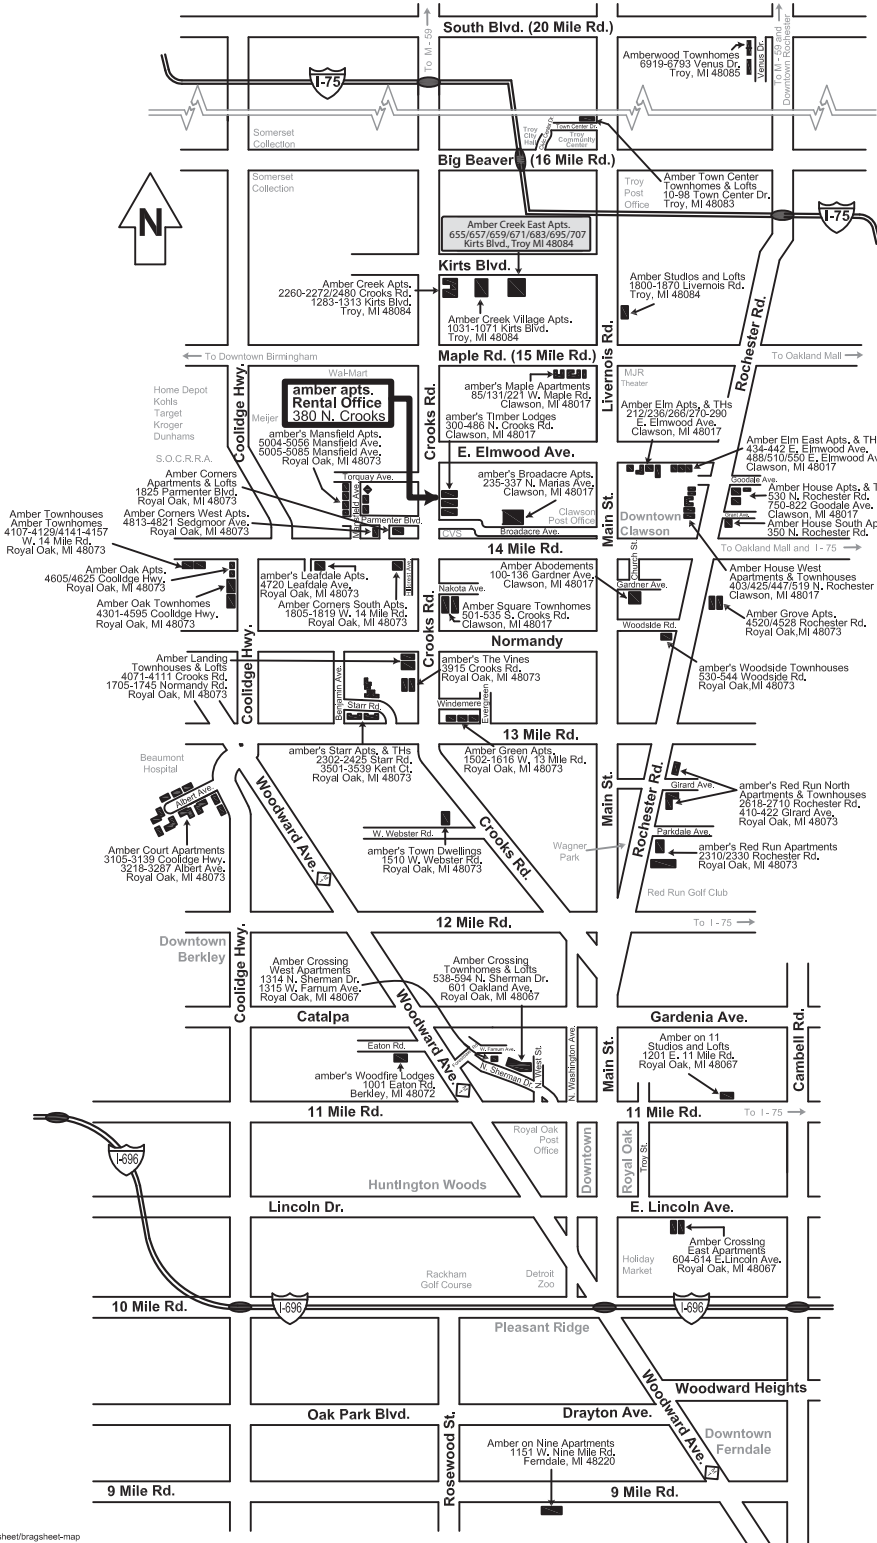 South Blvd. (20 Mile Rd.)
To M - 59
To M - 59 and
Downtown Rochester
Amberwood Townhomes
6919-6793 Venus Dr.
Troy, MI 48085
Venus Dr.
I-75
Somerset
Collection
Troy
City
Hall
Town Center Dr.
Troy
Community
Center
Big Beaver (16 Mile Rd.)
Somerset
Collection
Troy
Post
Office
Amber Town Center
Townhomes & Lofts
10-98 Town Center Dr.
Troy, MI 48083
N
I-75
Amber Creek East Apts.
655/657/659/671/683/695/707
Kirts Blvd., Troy MI 48084
Kirts Blvd.
Amber Creek Apts.
2260-2272/2480 Crooks Rd.
1283-1313 Kirts Blvd.
Troy, MI 48084
Amber Creek Village Apts.
1031-1071 Kirts Blvd.
Troy, MI 48084
Amber Studios and Lofts
1800-1870 Livernois Rd.
Troy, MI 48084
Livernois Rd.
Rochester Rd.
To Downtown Birmingham
Maple Rd. (15 Mile Rd.)
To Oakland Mall
Coolidge Hwy.
Crooks Rd.
Wal-Mart
Home Depot
Kohls
Target
Kroger
Dunhams
Meijer
S.O.C.R.R.A.
amber apts.
Rental Office
380 N. Crooks
amber's Maple Apartments
85/131/221 W. Maple Rd.
Clawson, MI 48017
amber's Timber Lodges
300-486 N. Crooks Rd.
Clawson, MI 48017
MJR
Theater
Amber Elm Apts. & THs
212/236/266/270-290
E. Elmwood Ave.
Clawson, MI 48017
amber's Mansfield Apts.
5004-5056 Mansfield Ave.
5005-5085 Mansfield Ave.
Royal Oak, MI 48073
E. Elmwood Ave.
Amber Elm East Apts. & TH
434-442 E. Elmwood Ave.
488/510/550 E. Elmwood Av
Clawson, MI 48017
Amber Corners
Apartments & Lofts
1825 Parmenter Blvd.
Royal Oak, MI 48073
Torquay Ave.
Mansfield Ave.
Parmenter Blvd.
amber's Broadacre Apts.
235-337 N. Marias Ave.
Clawson, MI 48017
Clawson
Post Office
Broadacre Ave.
CVS
Main St.
Goodale Ave.
Grant Ave.
Amber House Apts. & T
530 N. Rochester Rd.
750-822 Goodale Ave.
Clawson, MI 48017
Amber House South Ap
350 N. Rochester Rd.
Downtown
Clawson
Amber Townhouses
Amber Townhomes
4107-4129/4141-4157
W. 14 Mile Rd.
Royal Oak, MI 48073
Amber Corners West Apts.
4813-4821 Sedgmoor Ave.
Royal Oak, MI 48073
14 Mile Rd.
To Oakland Mall and I - 75
Amber Oak Apts.
4605/4625 Coolidge Hwy.
Royal Oak, MI 48073
amber's Leafdale Apts.
4720 Leafdale Ave.
Royal Oak, MI 48073
Amber Abodements
100-136 Gardner Ave.
Clawson, MI 48017
Church St.
Gardner Ave.
Amber House West
Apartments & Townhouses
403/425/447/519 N. Rochester
Clawson, MI 48017
Amber Oak Townhomes
4301-4595 Coolidge Hwy.
Royal Oak, MI 48073
Amber Corners South Apts.
1805-1819 W. 14 Mile Rd.
Royal Oak, MI 48073
Nakota Ave.
Amber Square Townhomes
501-535 S. Crooks Rd.
Clawson, MI 48017
Amber Grove Apts.
4520/4528 Rochester Rd.
Royal Oak, MI 48073
Woodside Rd.
Coolidge Hwy.
Crooks Rd.
Normandy
Amber Landing
Townhouses & Lofts
4071-4111 Crooks Rd.
1705-1745 Normandy Rd.
Royal Oak, MI 48073
amber's The Vines
3915 Crooks Rd.
Royal Oak, MI 48073
amber's Woodside Townhouses
530-544 Woodside Rd.
Royal Oak, MI 48073
Benjamin Ave.
Starr Rd.
Windemere
Evergreen
13 Mile Rd.
Beaumont
Hospital
amber's Starr Apts. & THs
2302-2425 Starr Rd.
3501-3539 Kent Ct.
Royal Oak, MI 48073
Amber Green Apts.
1502-1616 W. 13 Mile Rd.
Royal Oak, MI 48073
Albert Ave.
Woodward Ave.
Crooks Rd.
Main St.
Rochester Rd.
Girard Ave.
amber's Red Run North
Apartments & Townhouses
2618-2710 Rochester Rd.
410-422 Girard Ave.
Royal Oak, MI 48073
Amber Court Apartments
3105-3139 Coolidge Hwy.
3218-3287 Albert Ave.
Royal Oak, MI 48073
W. Webster Rd.
amber's Town Dwellings
1510 W. Webster Rd.
Royal Oak, MI 48073
Wagner
Park
Parkdale Ave.
amber's Red Run Apartments
2310/2330 Rochester Rd.
Royal Oak, MI 48073
Red Run Golf Club
12 Mile Rd.
To I - 75
Downtown
Berkley
Coolidge Hwy.
Amber Crossing
West Apartments
1314 N. Sherman Dr.
1315 W. Farnum Ave.
Royal Oak, MI 48067
Amber Crossing
Townhomes & Lofts
538-594 N. Sherman Dr.
601 Oakland Ave.
Royal Oak, MI 48067
Catalpa
Woodward Ave.
Gardenia Ave.
Cambell Rd.
Eaton Rd.
W. Farnum Ave.
N. Sherman Dr.
N. West St.
N. Washington Ave.
Main St.
Amber on 11
Studios and Lofts
1201 E. 11 Mile Rd.
Royal Oak, MI 48067
amber's Woodfire Lodges
1001 Eaton Rd.
Berkley, MI 48072
11 Mile Rd.
11 Mile Rd.
To I - 75
Royal Oak
Post
Office
Downtown
Royal Oak
Troy St.
I-696
Huntington Woods
Lincoln Dr.
E. Lincoln Ave.
Amber Crossing
East Apartments
604-614 E.Lincoln Ave.
Royal Oak, MI 48067
Rackham
Golf Course
Detroit
Zoo
Holiday
Market
10 Mile Rd.
I-696
I-696
Pleasant Ridge
Woodward Ave.
Woodward Heights
Oak Park Blvd.
Drayton Ave.
Rosewood St.
Downtown
Ferndale
Amber on Nine Apartments
1151 W. Nine Mile Rd.
Ferndale, MI 48220
9 Mile Rd.
9 Mile Rd.
sheet/bragsheet-map